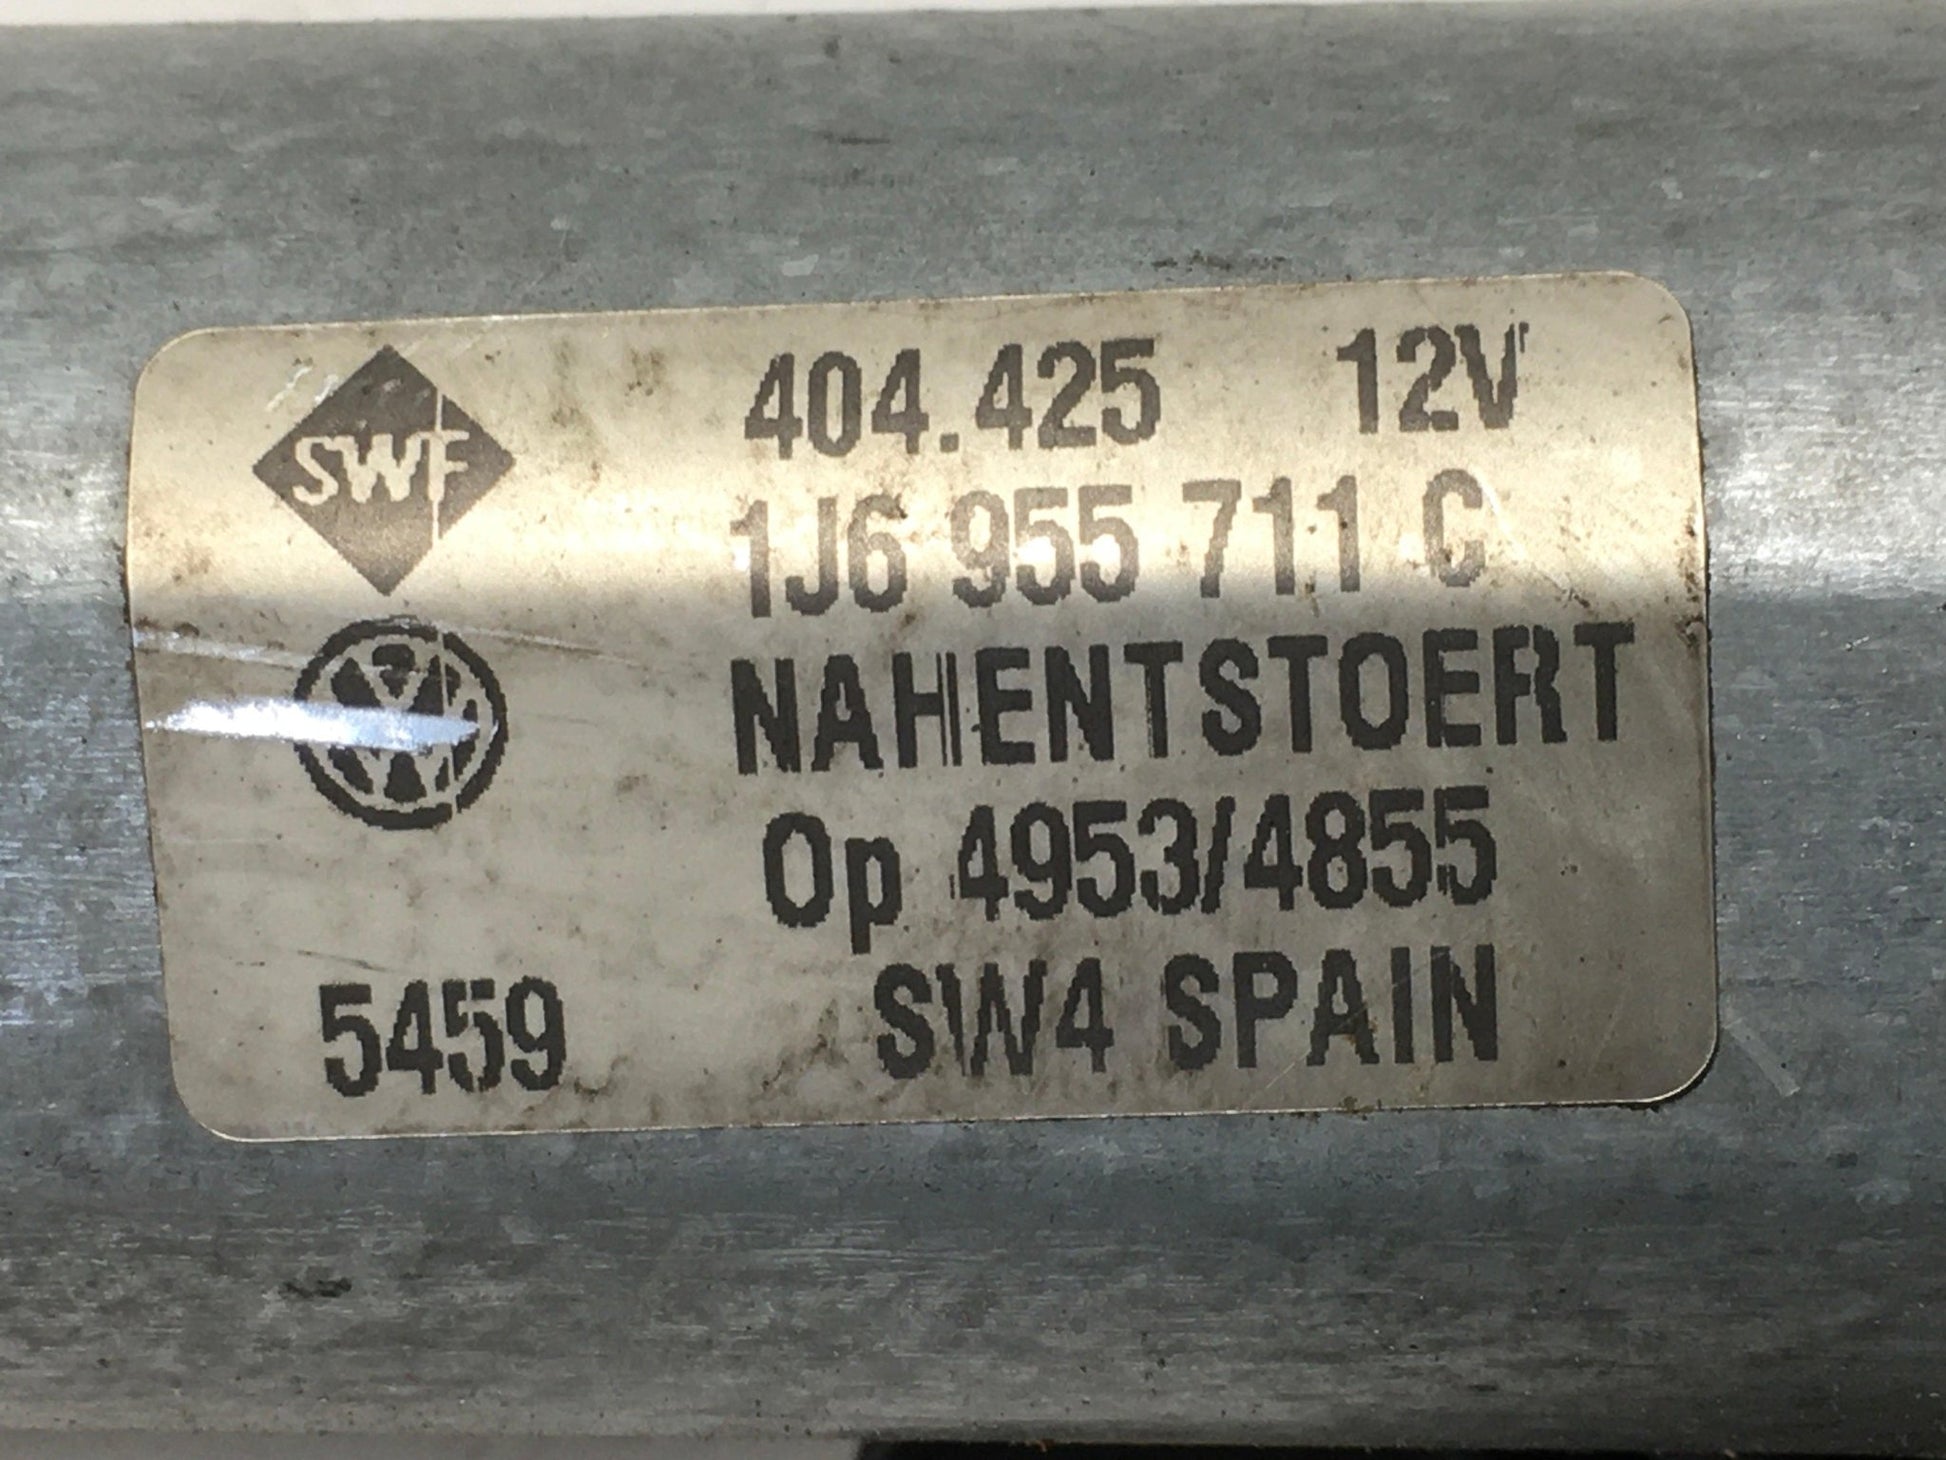 SWF
404.425 12V
1J6 955 711 C
NAHENTSTOERT
Op 4953/4855
5459 SW4 SPAIN